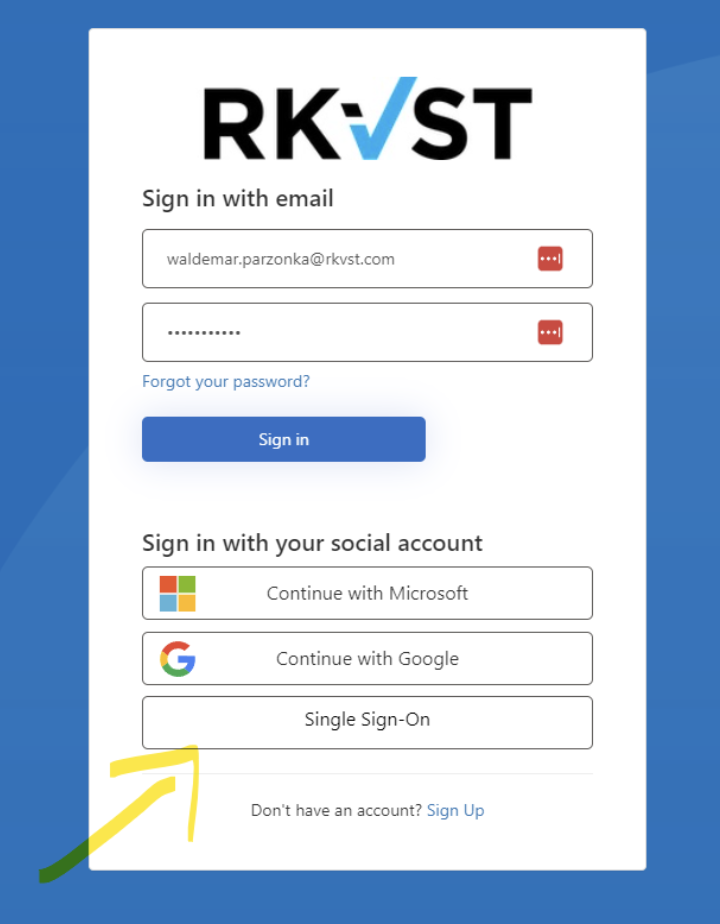 RKVST
Sign in with email
waldemar.parzonka@rkvst.com
•••••••••••
Forgot your password?
Sign in
Sign in with your social account
Continue with Microsoft
Continue with Google
Single Sign-On
Don't have an account? Sign Up